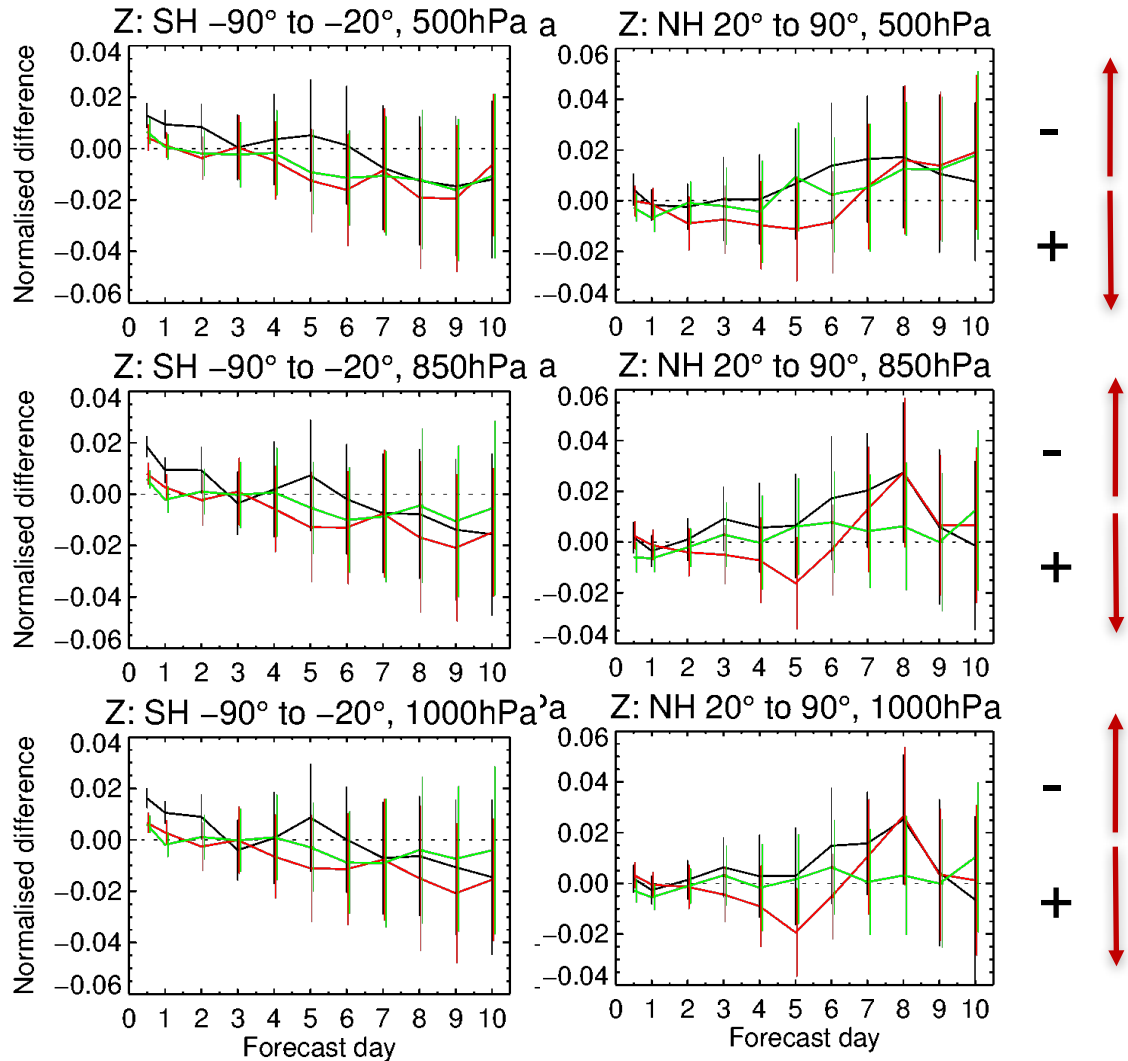 Z: SH −90° to −20°, 500hPa a
0.04
0.02
0.00
−0.02
−0.04
−0.06
Normalised difference
0 1 2 3 4 5 6 7 8 9 10
Z: NH 20° to 90°, 500hPa
0.06
0.04
0.02
0.00
−0.02
−0.04
0 1 2 3 4 5 6 7 8 9 10
-
+
Z: SH −90° to −20°, 850hPa a
0.04
0.02
0.00
−0.02
−0.04
−0.06
Normalised difference
0 1 2 3 4 5 6 7 8 9 10
Z: NH 20° to 90°, 850hPa
0.06
0.04
0.02
0.00
−0.02
−0.04
0 1 2 3 4 5 6 7 8 9 10
-
+
Z: SH −90° to −20°, 1000hPa a
0.04
0.02
0.00
−0.02
−0.04
−0.06
Normalised difference
0 1 2 3 4 5 6 7 8 9 10
Forecast day
Z: NH 20° to 90°, 1000hPa
0.06
0.04
0.02
0.00
−0.02
−0.04
0 1 2 3 4 5 6 7 8 9 10
Forecast day
-
+